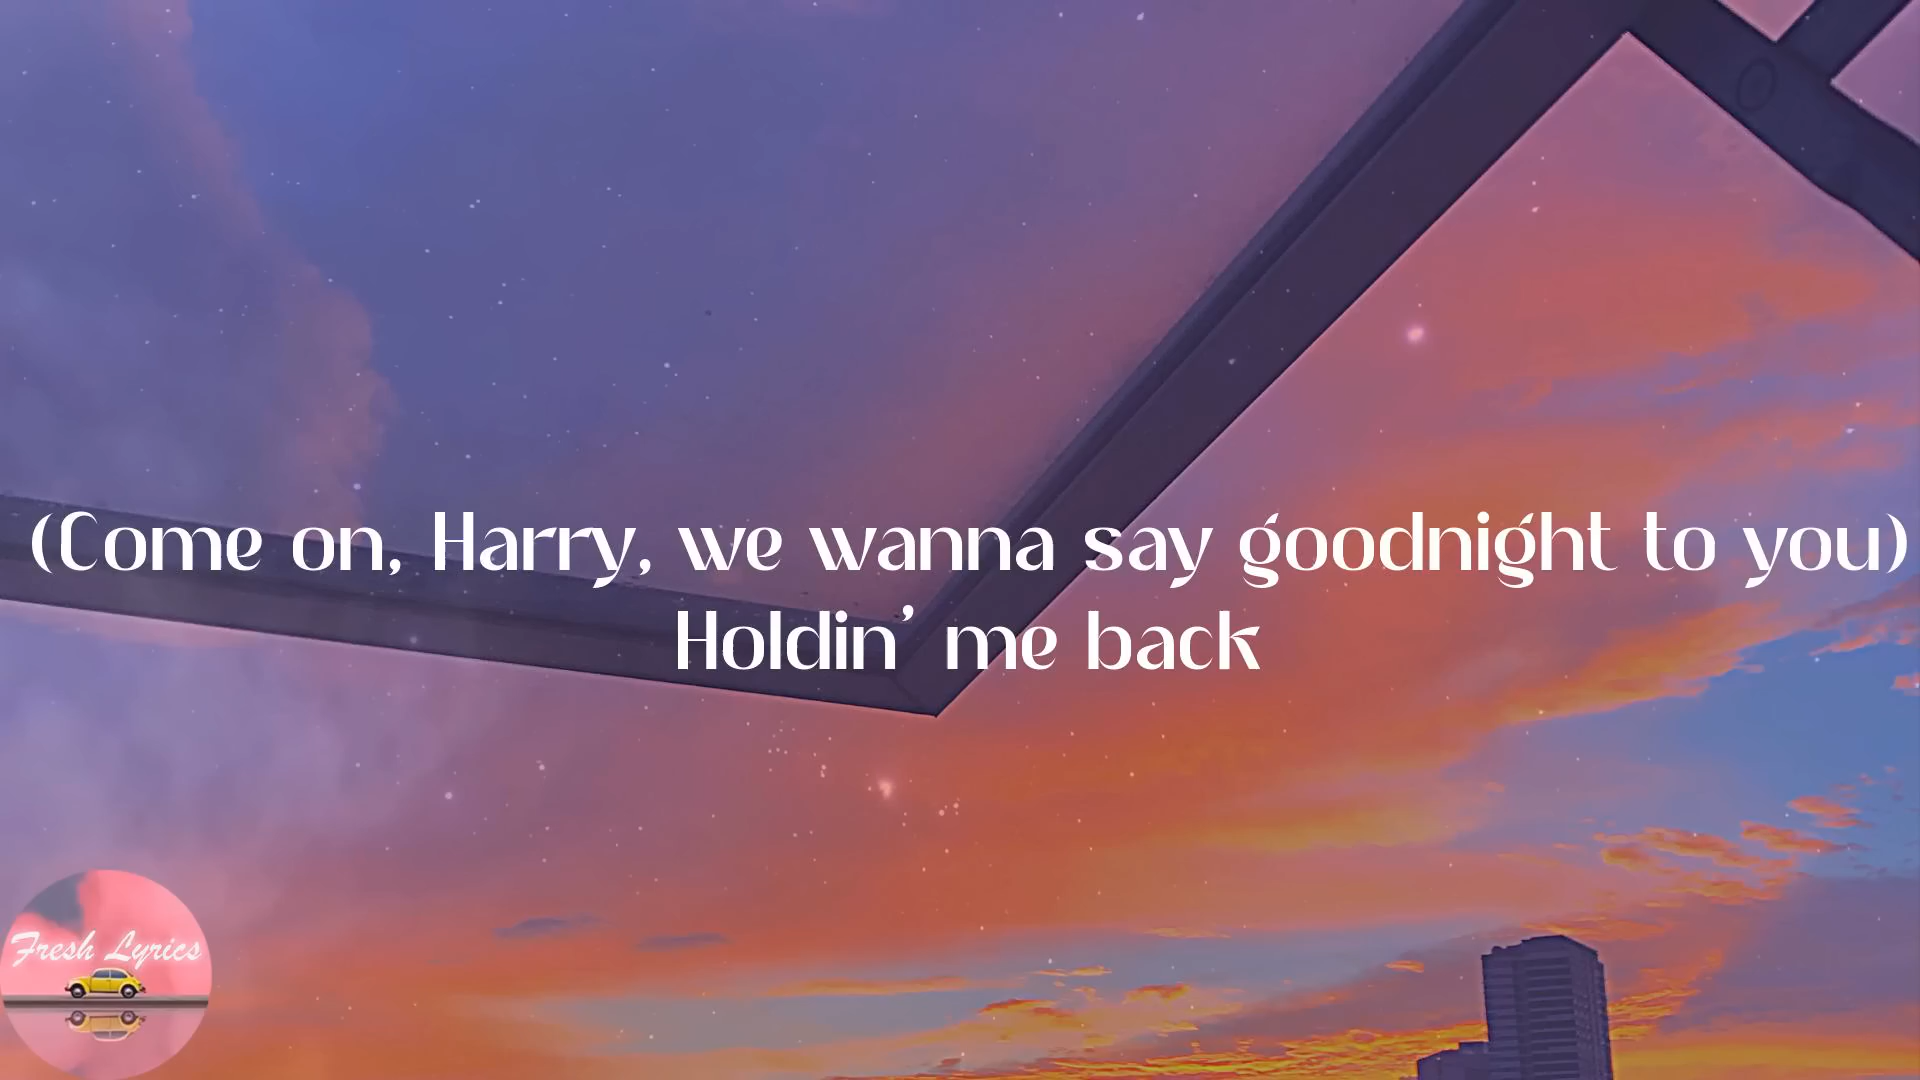 (Come on, Harry, we wanna say goodnight to you)
Holdin’ me back
Fresh Lyrics